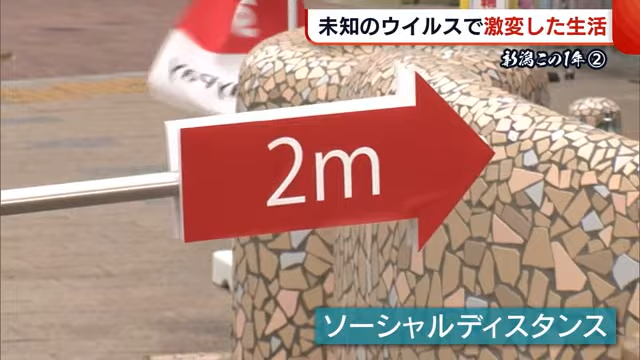 未知のウイルスで激変した生活
新潟この1年②
2m
ソーシャルディスタンス